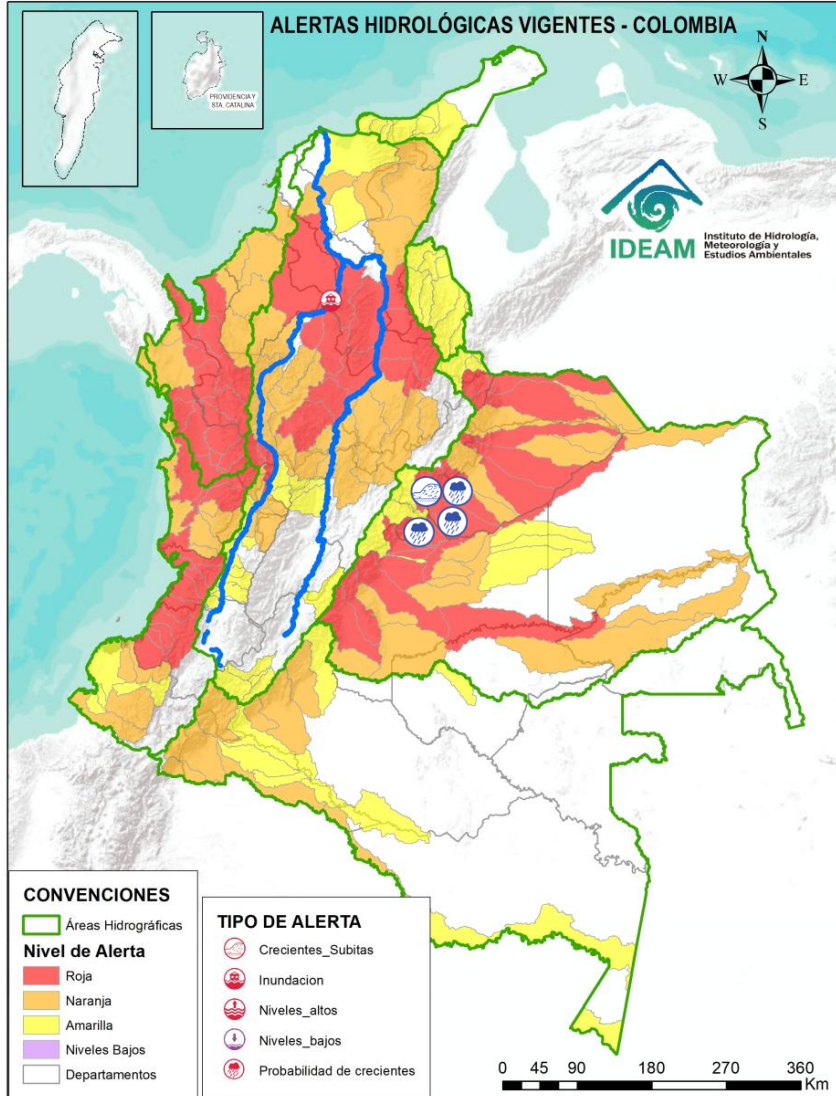 ALERTAS HIDROLÓGICAS VIGENTES - COLOMBIA
PROVIDENCIA Y
STA. CATALINA
N
W
E
S
IDEAM
Instituto de Hidrología,
Meteorología y
Estudios Ambientales
CONVENCIONES
Áreas Hidrográficas
Nivel de Alerta
Roja
Naranja
Amarilla
Niveles Bajos
Departamentos
TIPO DE ALERTA
Crecientes_Subitas
Inundacion
Niveles_altos
Niveles_bajos
Probabilidad de crecientes
0 45 90 180 270 360
Km